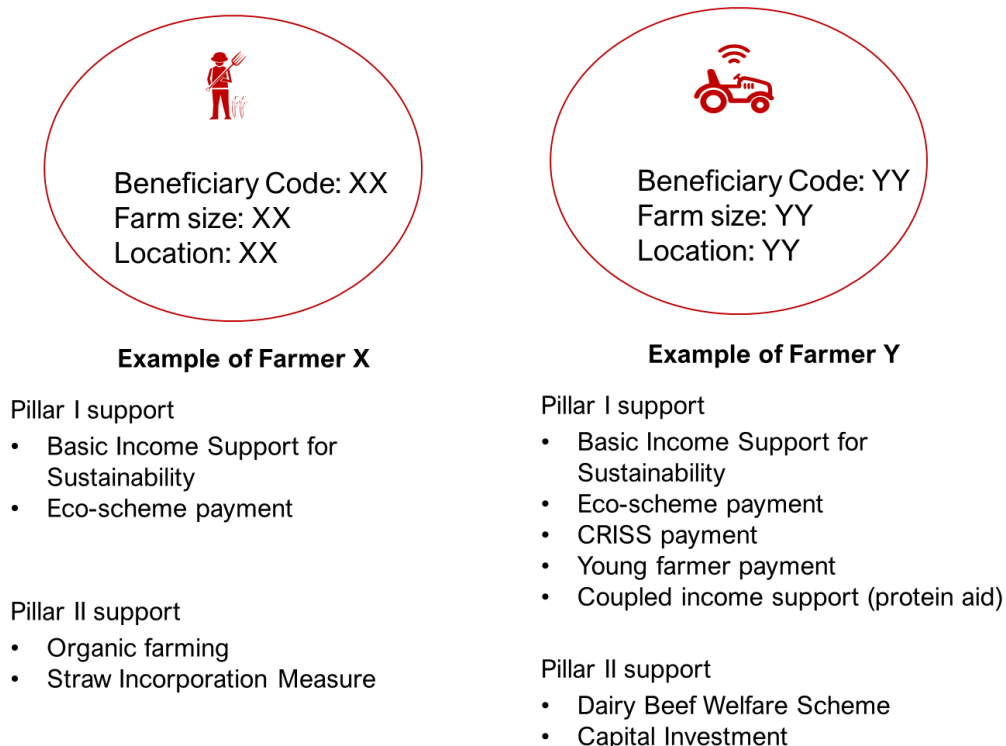 Beneficiary Code: XX
Farm size: XX
Location: XX
Example of Farmer X
Pillar I support
• Basic Income Support for
Sustainability
• Eco-scheme payment
Pillar II support
• Organic farming
• Straw Incorporation Measure
Beneficiary Code: YY
Farm size: YY
Location: YY
Example of Farmer Y
Pillar I support
• Basic Income Support for
Sustainability
• Eco-scheme payment
• CRISS payment
• Young farmer payment
• Coupled income support (protein aid)
Pillar II support
• Dairy Beef Welfare Scheme
• Capital Investment